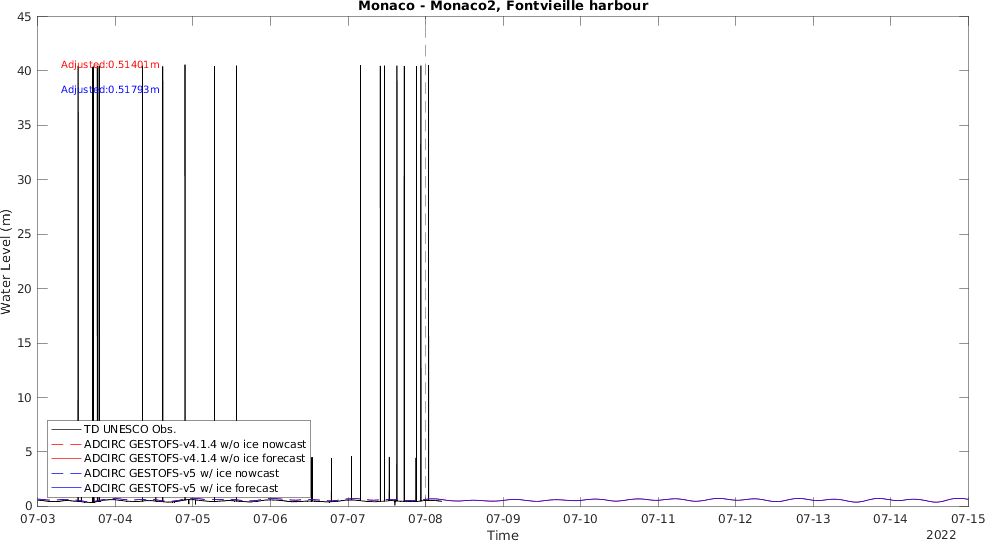 Monaco - Monaco2, Fontvieille harbour
45
40
35
30
25
20
15
10
5
0
Water Level (m)
Adjusted:0.51401m
Adjusted:0.51793m
TD UNESCO Obs.
ADCIRC GESTOFS-v4.1.4 w/o ice nowcast
ADCIRC GESTOFS-v4.1.4 w/o ice forecast
ADCIRC GESTOFS-v5 w/ ice nowcast
ADCIRC GESTOFS-v5 w/ ice forecast
07-03 07-04 07-05 07-06 07-07 07-08 07-09 07-10 07-11 07-12 07-13 07-14 07-15
Time
2022